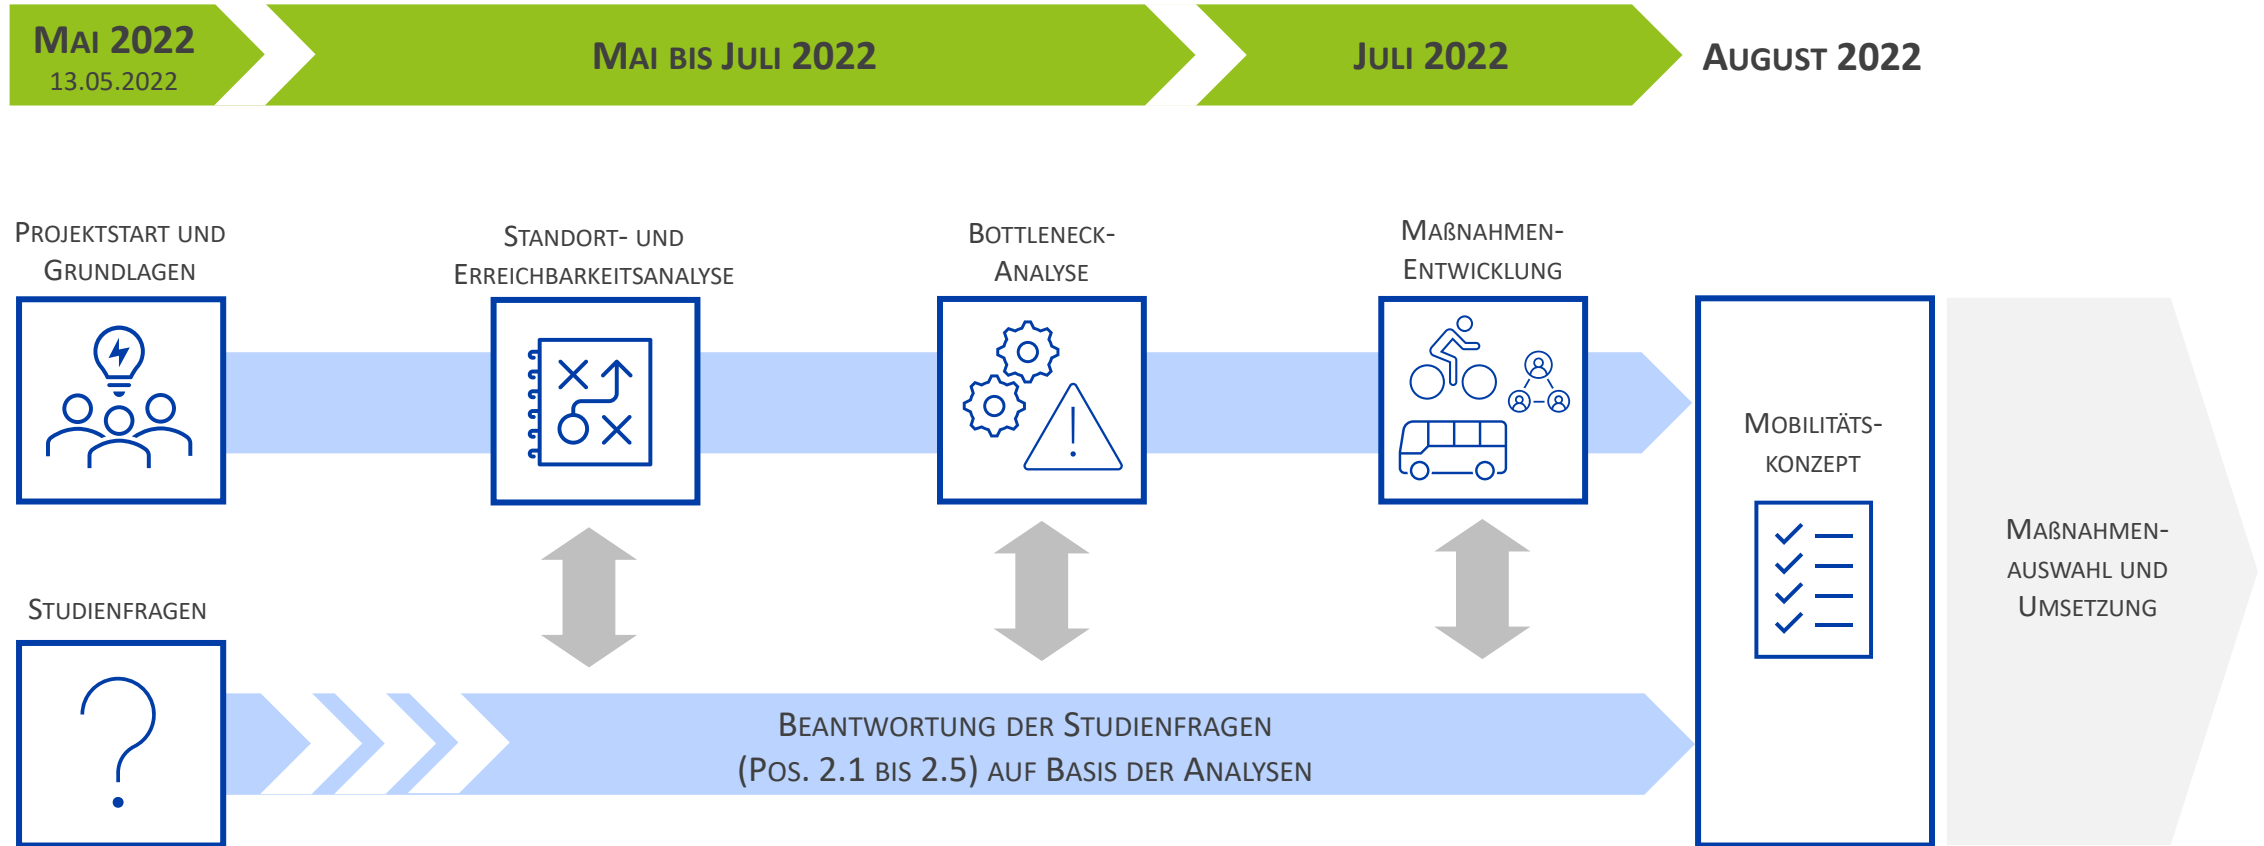 Mai 2022
13.05.2022
Mai bis Juli 2022
Juli 2022
August 2022
Projektstart und
Grundlagen
Standort- und
Erreichbarkeitsanalyse
Bottleneck-
Analyse
Maßnahmen-
Entwicklung
Mobilitäts-
konzept
Maßnahmen-
auswahl und
Umsetzung
Studienfragen
Beantwortung der Studienfragen
(Pos. 2.1 bis 2.5) auf Basis der Analysen